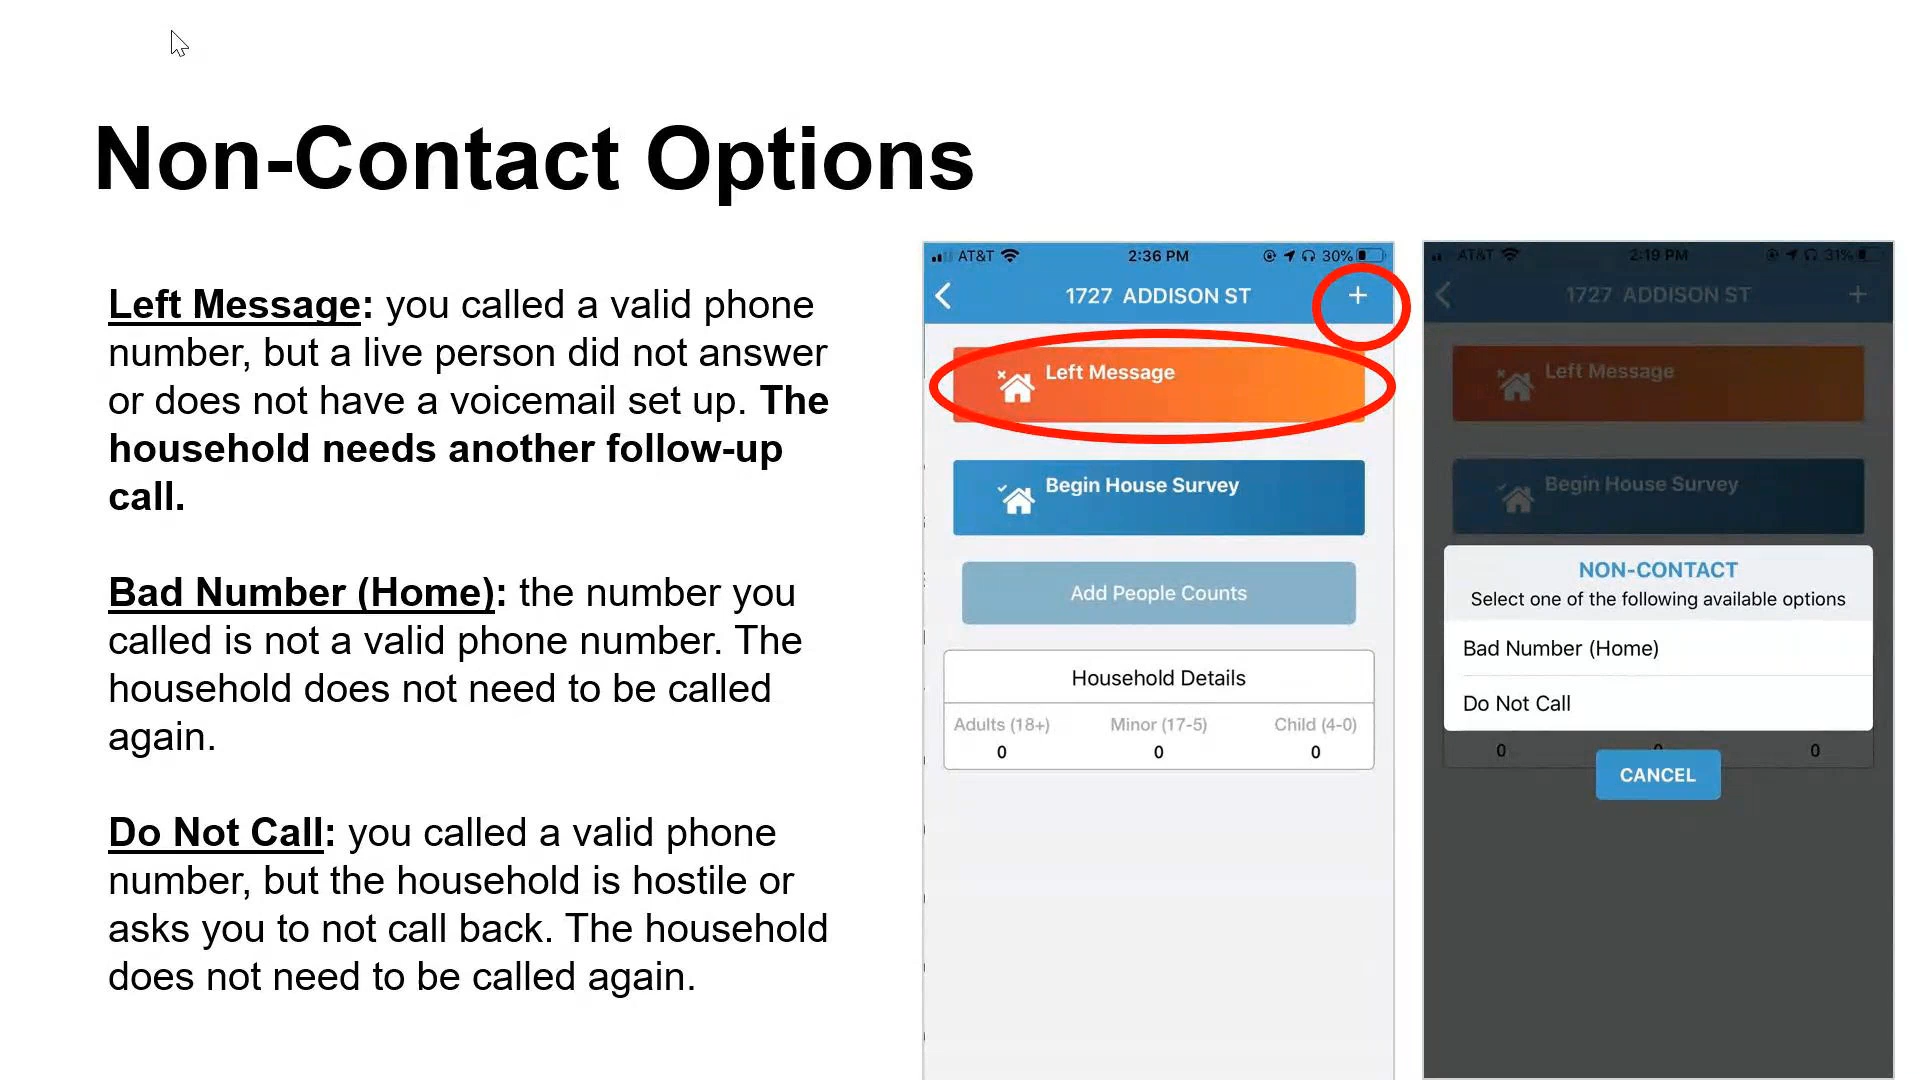 Non-Contact Options
Left Message: you called a valid phone
number, but a live person did not answer
or does not have a voicemail set up. The
household needs another follow-up
call.
Bad Number (Home): the number you
called is not a valid phone number. The
household does not need to be called
again.
Do Not Call: you called a valid phone
number, but the household is hostile or
asks you to not call back. The household
does not need to be called again.
AT&T 2:36 PM 30%
1727 ADDISON ST +
Left Message
Begin House Survey
Add People Counts
Household Details
Adults (18+) Minor (17-5) Child (4-0)
0 0 0
AT&T 2:19 PM 31%
1727 ADDISON ST +
Left Message
Begin House Survey
NON-CONTACT
Select one of the following available options
Bad Number (Home)
Do Not Call
0 0 0
CANCEL